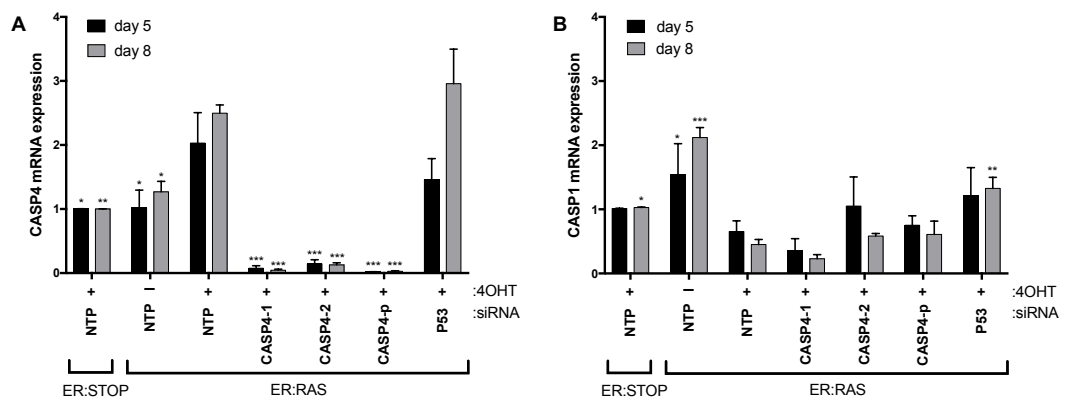 A
CASP4 mRNA expression
4
3
2
1
0
day 5
day 8
* ** * * *** *** *** *** *** ***
+ – + + + + + :4OHT
NTP NTP NTP CASP4-1 CASP4-2 CASP4-p P53 :siRNA
ER:STOP ER:RAS
B
CASP1 mRNA expression
4
3
2
1
0
day 5
day 8
* * *** **
+ – + + + + + :4OHT
NTP NTP NTP CASP4-1 CASP4-2 CASP4-p P53 :siRNA
ER:STOP ER:RAS